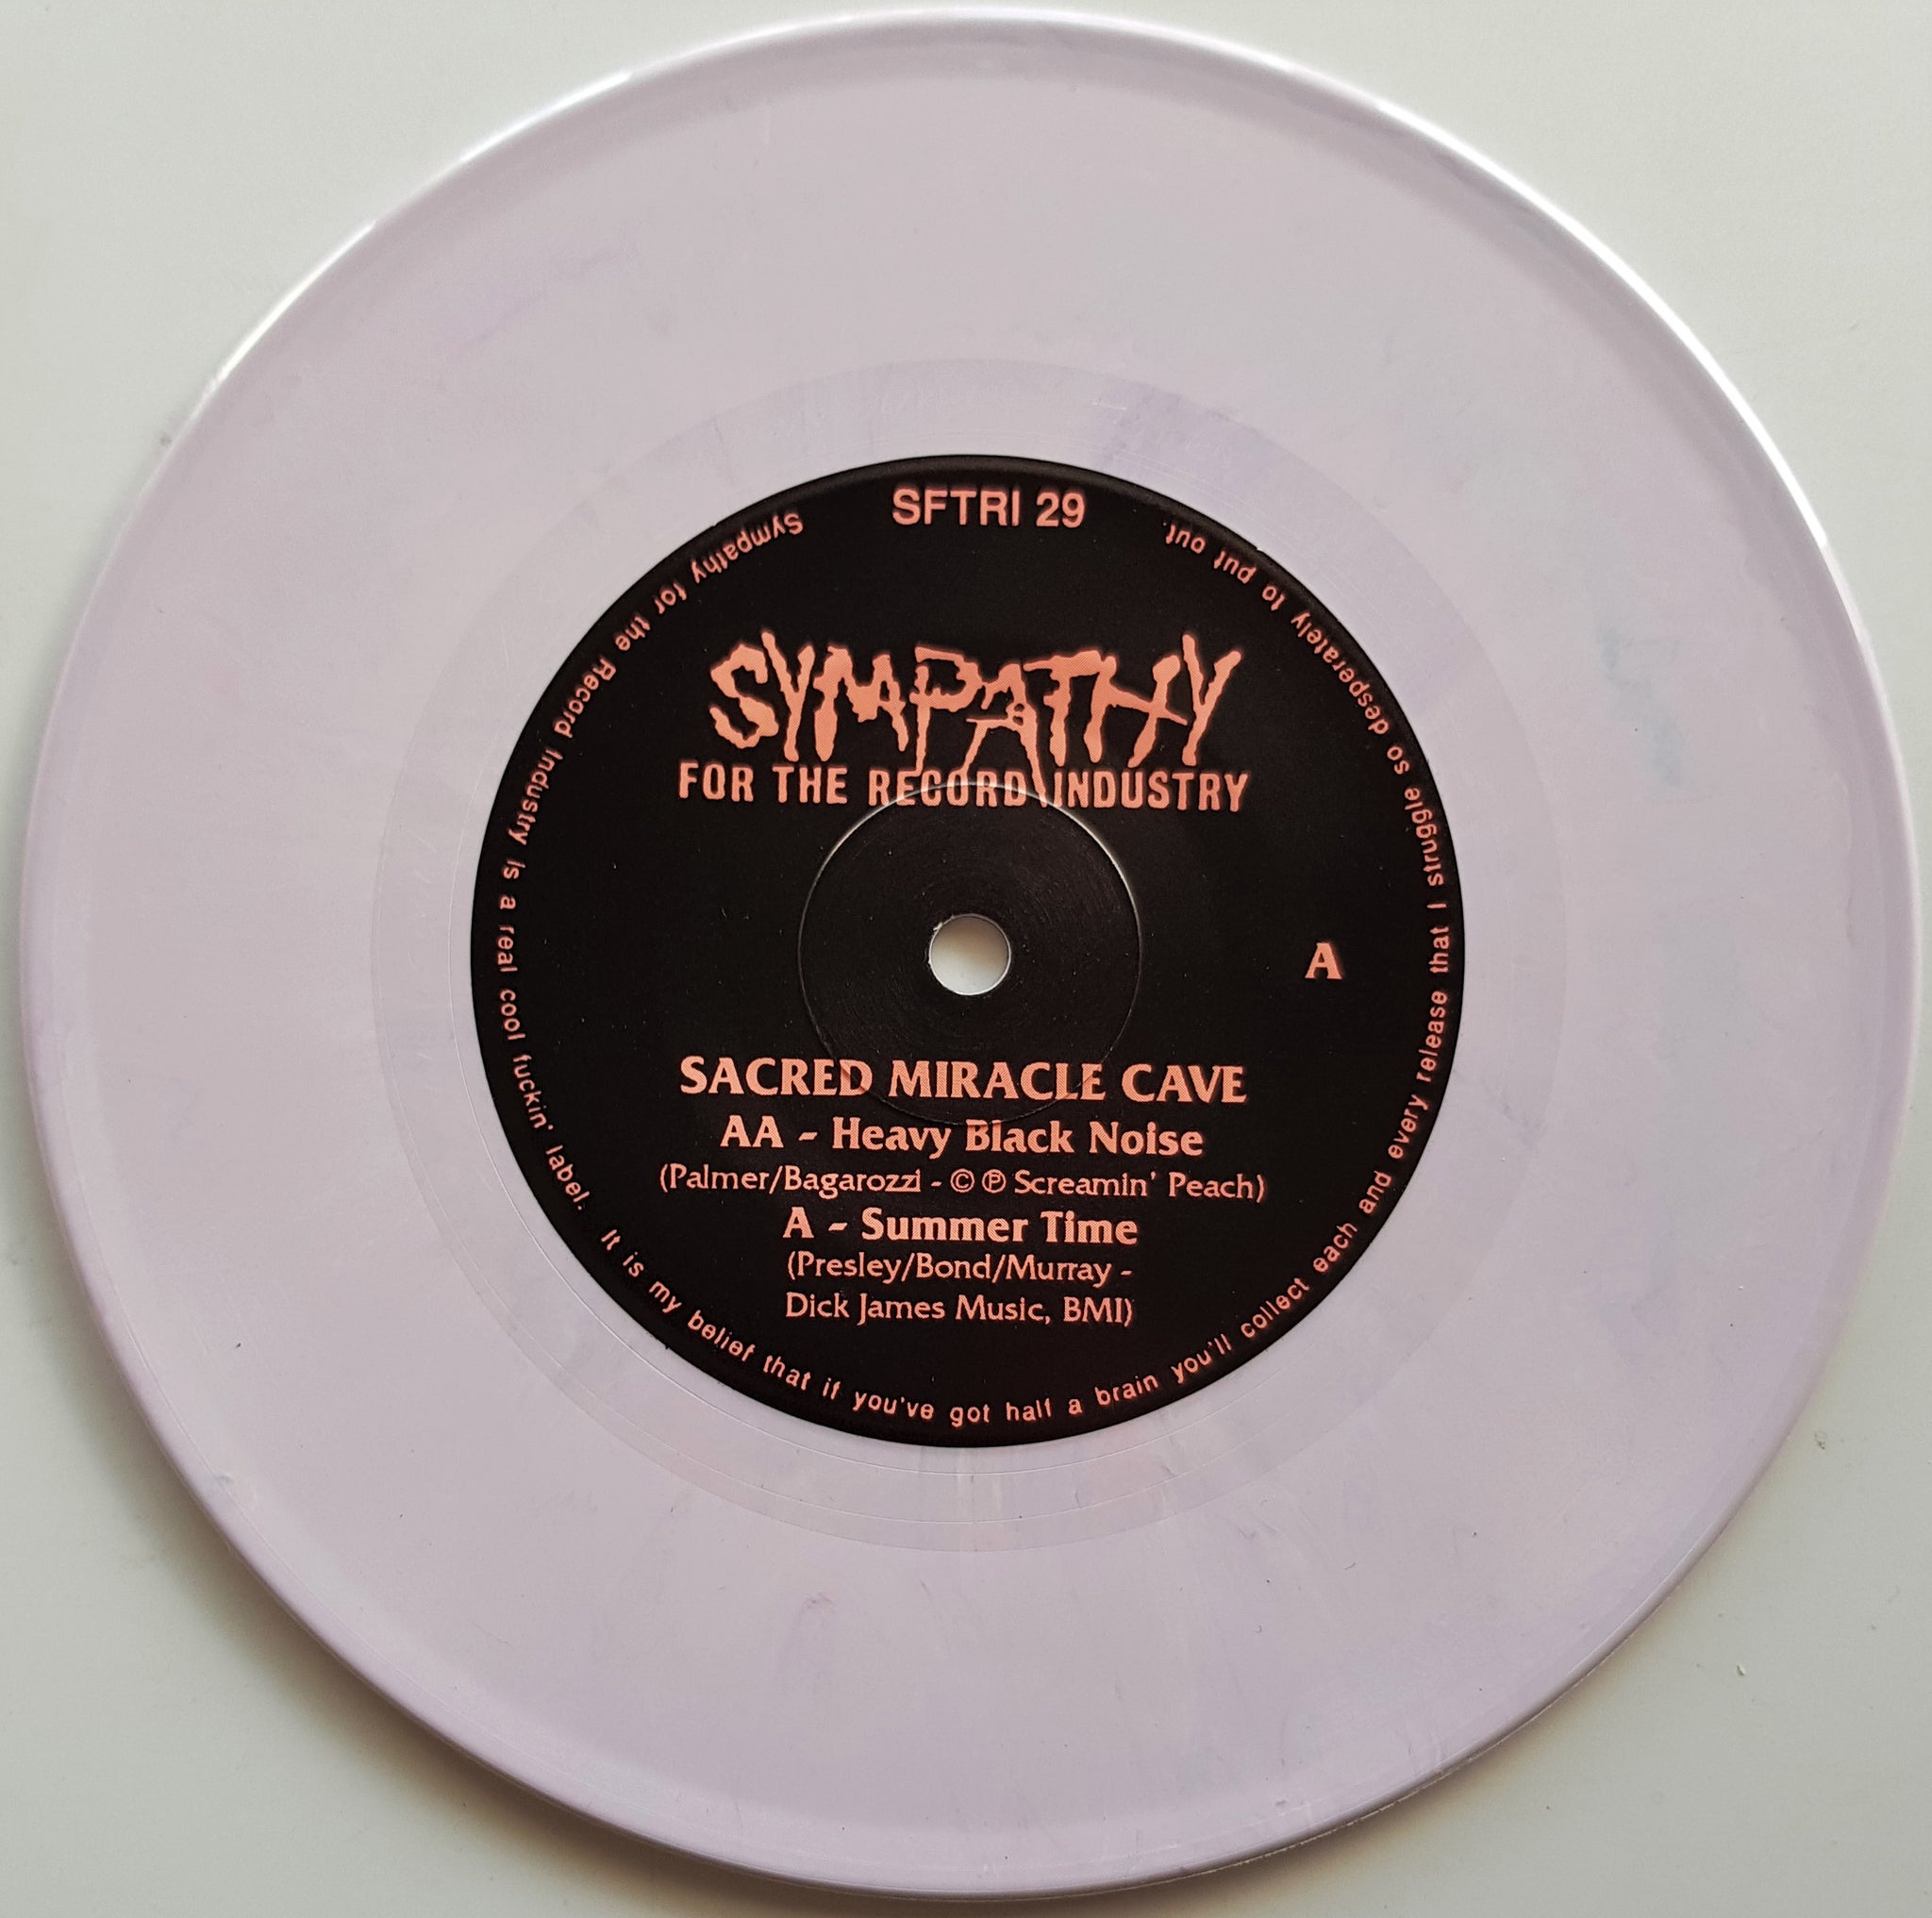 SFTRI 29
SYMPATHY
FOR THE RECORD INDUSTRY
A
SACRED MIRACLE CAVE
AA - Heavy Black Noise
(Palmer/Bagarozzi - © ℗ Screamin' Peach)
A - Summer Time
(Presley/Bond/Murray -
Dick James Music, BMI)
Sympathy for the Record Industry is a real cool fuckin' label. It is my belief that if you've got half a brain you'll collect each and every release that I struggle so desperately to put out.